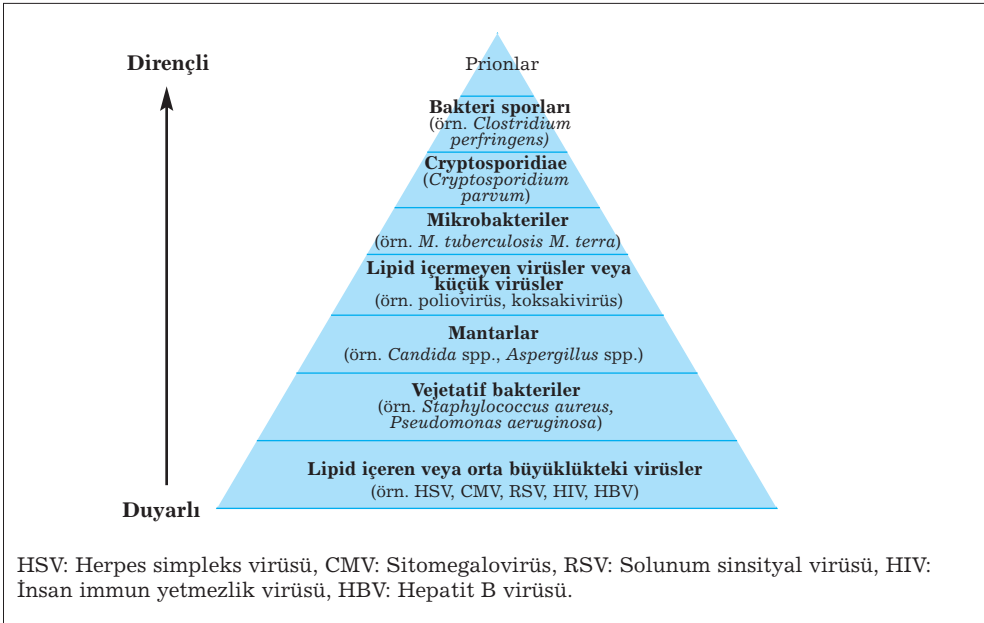 Dirençli
Prionlar
Bakteri sporları
(örn. Clostridium
perfringens)
Cryptosporidiae
(Cryptosporidium
parvum)
Mikrobakteriler
(örn. M. tuberculosis M. terra)
Lipid içermeyen virüsler veya
küçük virüsler
(örn. poliovirüs, koksakivirüs)
Mantarlar
(örn. Candida spp., Aspergillus spp.)
Vejetatif bakteriler
(örn. Staphylococcus aureus,
Pseudomonas aeruginosa)
Lipid içeren veya orta büyüklükteki virüsler
(örn. HSV, CMV, RSV, HIV, HBV)
Duyarlı
HSV: Herpes simpleks virüsü, CMV: Sitomegalovirüs, RSV: Solunum sinsityal virüsü, HIV:
İnsan immun yetmezlik virüsü, HBV: Hepatit B virüsü.